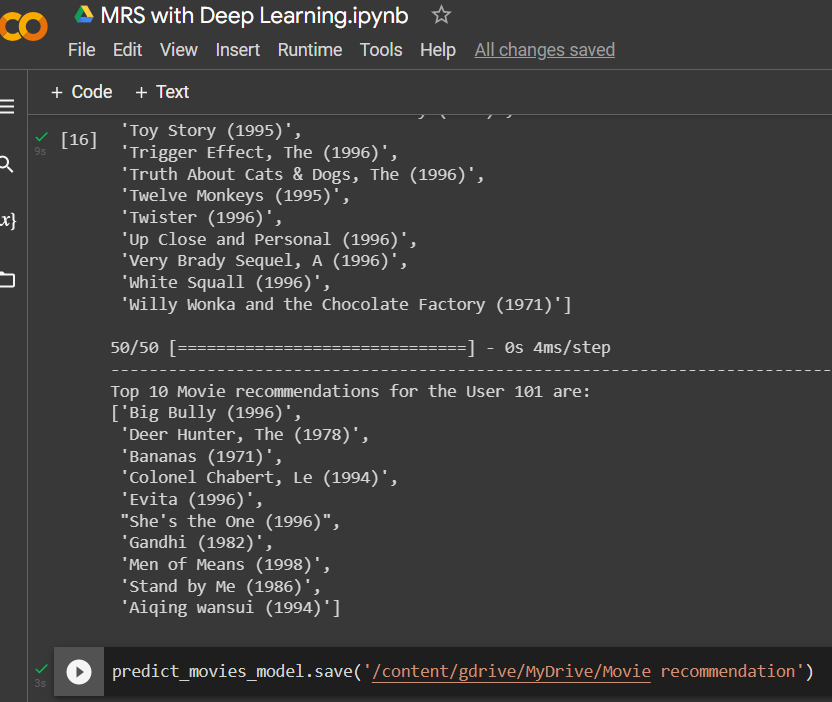 MRS with Deep Learning.ipynb
File Edit View Insert Runtime Tools Help All changes saved
+ Code + Text
[16]
9s
'Toy Story (1995)',
'Trigger Effect, The (1996)',
'Truth About Cats & Dogs, The (1996)',
'Twelve Monkeys (1995)',
'Twister (1996)',
'Up Close and Personal (1996)',
'Very Brady Sequel, A (1996)',
'White Squall (1996)',
'Willy Wonka and the Chocolate Factory (1971)']
50/50 [==============================] - 0s 4ms/step
--------------------------------------------------------------------------
Top 10 Movie recommendations for the User 101 are:
['Big Bully (1996)',
'Deer Hunter, The (1978)',
'Bananas (1971)',
'Colonel Chabert, Le (1994)',
'Evita (1996)',
"She's the One (1996)",
'Gandhi (1982)',
'Men of Means (1998)',
'Stand by Me (1986)',
'Aiqing wansui (1994)']
predict_movies_model.save('/content/gdrive/MyDrive/Movie recommendation')
3s